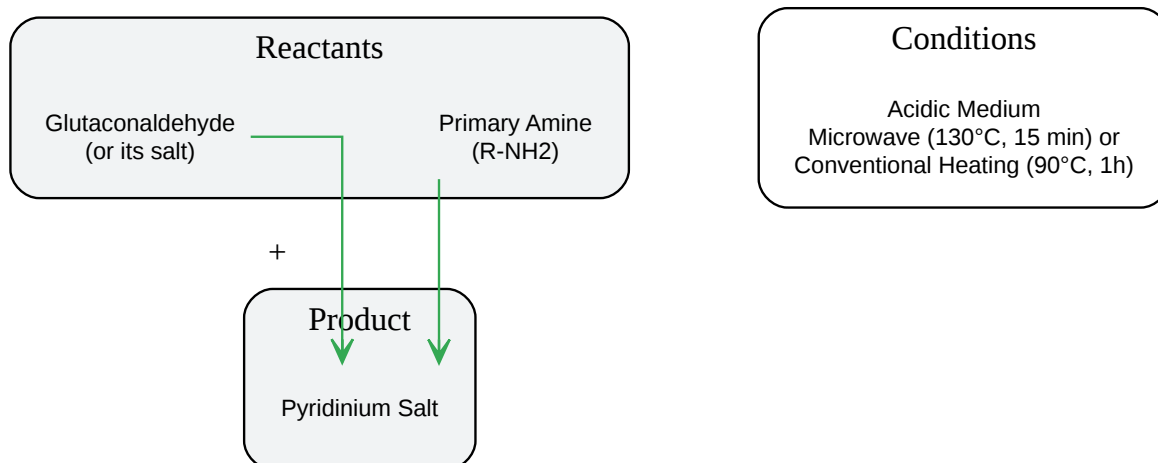 Reactants
Glutaconaldehyde
(or its salt)
Primary Amine
(R-NH2)
Conditions
Acidic Medium
Microwave (130°C, 15 min) or
Conventional Heating (90°C, 1h)
+
Product
Pyridinium Salt